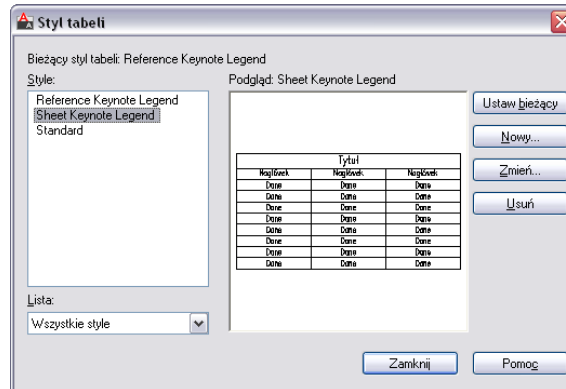 Styl tabeli
Bieżący styl tabeli: Reference Keynote Legend
Style:
Podgląd: Sheet Keynote Legend
Reference Keynote Legend
Sheet Keynote Legend
Standard
Ustaw bieżący
Nowy...
Zmień...
Usuń
Tytuł
Nagłówek Nagłówek Nagłówek
Dane Dane Dane
Dane Dane Dane
Dane Dane Dane
Dane Dane Dane
Dane Dane Dane
Dane Dane Dane
Dane Dane Dane
Dane Dane Dane
Lista:
Wszystkie style
Zamknij
Pomoc